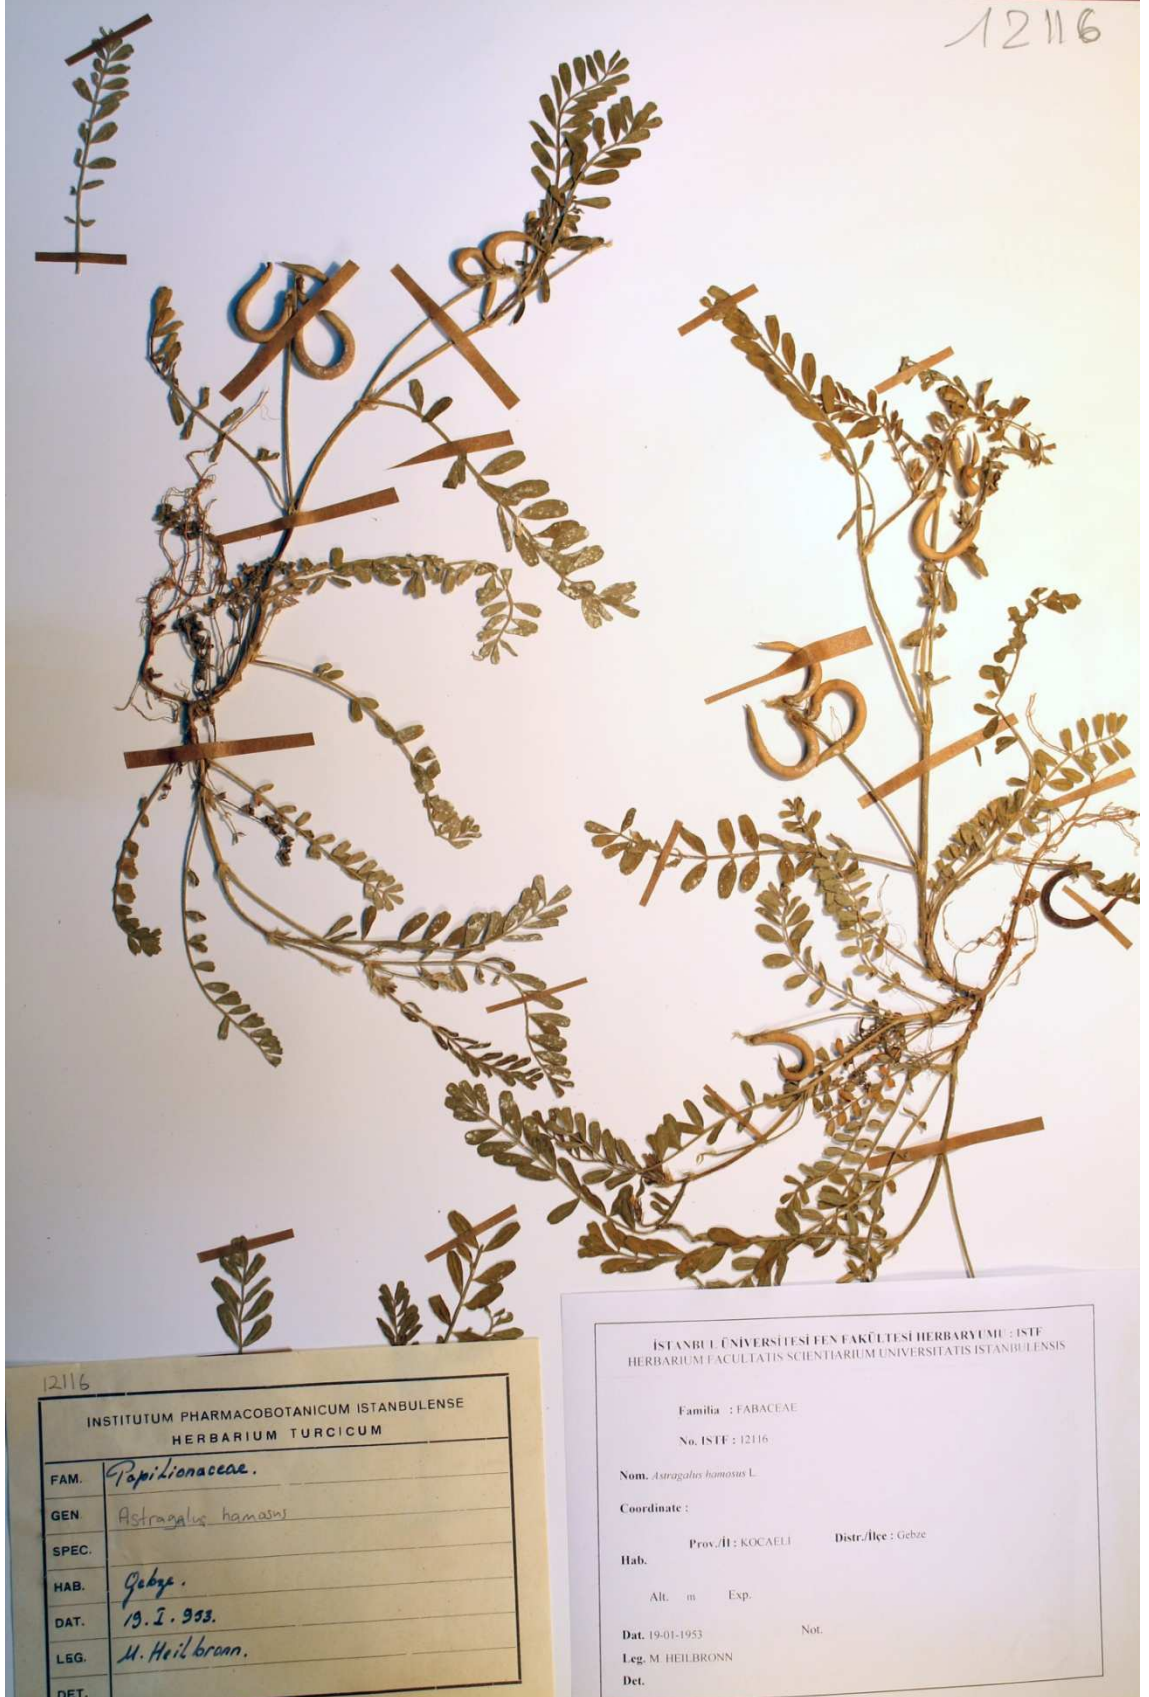 12116
12116
INSTITUTUM PHARMACOBOTANICUM ISTANBULENSE
HERBARIUM TURCICUM
FAM. Papilionaceae.
GEN. Astragalus hamosus
SPEC.
HAB. Gebze.
DAT. 19.I.953.
LEG. M. Heilbronn.
DET.
İSTANBUL ÜNİVERSİTESİ FEN FAKÜLTESİ HERBARYUMU : ISTF
HERBARIUM FACULTATIS SCIENTIARIUM UNIVERSITATIS ISTANBULENSIS
Familia : FABACEAE
No. ISTF : 12116
Nom. Astragalus hamosus L.
Coordinate :
Prov./İl : KOCAELI Distr./İlçe : Gebze
Hab.
Alt. m Exp.
Dat. 19-01-1953 Not.
Leg. M. HEILBRONN
Det.